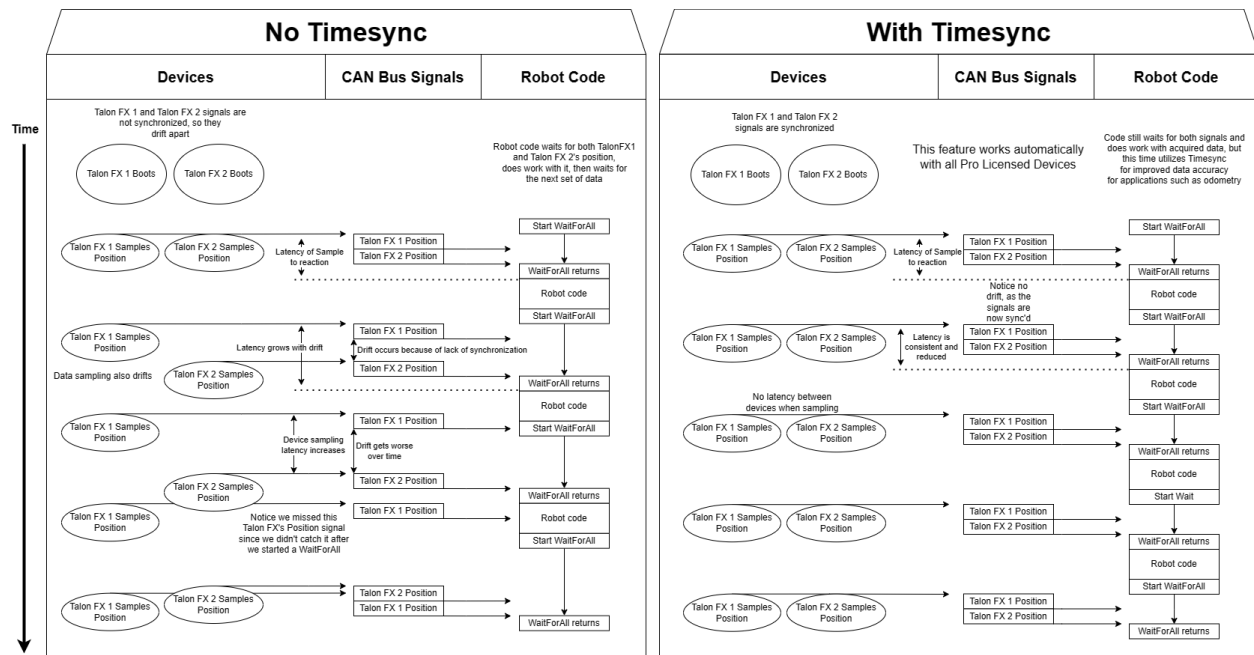 No Timesync
Devices
CAN Bus Signals
Robot Code
Time
Talon FX 1 and Talon FX 2 signals are
not synchronized, so they
drift apart
Talon FX 1 Boots
Talon FX 2 Boots
Robot code waits for both TalonFX1
and Talon FX 2's position,
does work with it, then waits for
the next set of data
Start WaitForAll
Talon FX 1 Samples
Position
Talon FX 2 Samples
Position
Latency of Sample
to reaction
Talon FX 1 Position
Talon FX 2 Position
WaitForAll returns
Robot code
Start WaitForAll
Talon FX 1 Samples
Position
Latency grows with drift
Talon FX 1 Position
Drift occurs because of lack of synchronization
Talon FX 2 Position
Data sampling also drifts
Talon FX 2 Samples
Position
WaitForAll returns
Robot code
Start WaitForAll
Talon FX 1 Samples
Position
Device sampling
latency increases
Talon FX 1 Position
Drift gets worse
over time
Talon FX 2 Samples
Position
Talon FX 2 Position
WaitForAll returns
Robot code
Start WaitForAll
Talon FX 1 Samples
Position
Talon FX 1 Position
Notice we missed this
Talon FX's Position signal
since we didn't catch it after
we started a WaitForAll
Talon FX 1 Samples
Position
Talon FX 2 Samples
Position
Talon FX 2 Position
Talon FX 1 Position
WaitForAll returns
With Timesync
Devices
CAN Bus Signals
Robot Code
Talon FX 1 and Talon FX 2
signals are synchronized
Talon FX 1 Boots
Talon FX 2 Boots
This feature works automatically
with all Pro Licensed Devices
Code still waits for both signals and
does work with acquired data, but
this time utilizes Timesync
for improved data accuracy
for applications such as odometry
Start WaitForAll
Talon FX 1 Samples
Position
Talon FX 2 Samples
Position
Latency of Sample
to reaction
Talon FX 1 Position
Talon FX 2 Position
WaitForAll returns
Robot code
Start WaitForAll
Notice no
drift, as the
signals are
now sync'd
Talon FX 1 Samples
Position
Talon FX 2 Samples
Position
Latency is
consistent and
reduced
Talon FX 1 Position
Talon FX 2 Position
WaitForAll returns
Robot code
Start WaitForAll
No latency between
devices when sampling
Talon FX 1 Samples
Position
Talon FX 2 Samples
Position
Talon FX 1 Position
Talon FX 2 Position
WaitForAll returns
Robot code
Start Wait
Talon FX 1 Samples
Position
Talon FX 2 Samples
Position
Talon FX 1 Position
Talon FX 2 Position
WaitForAll returns
Robot code
Start WaitForAll
Talon FX 1 Samples
Position
Talon FX 2 Samples
Position
Talon FX 1 Position
Talon FX 2 Position
WaitForAll returns